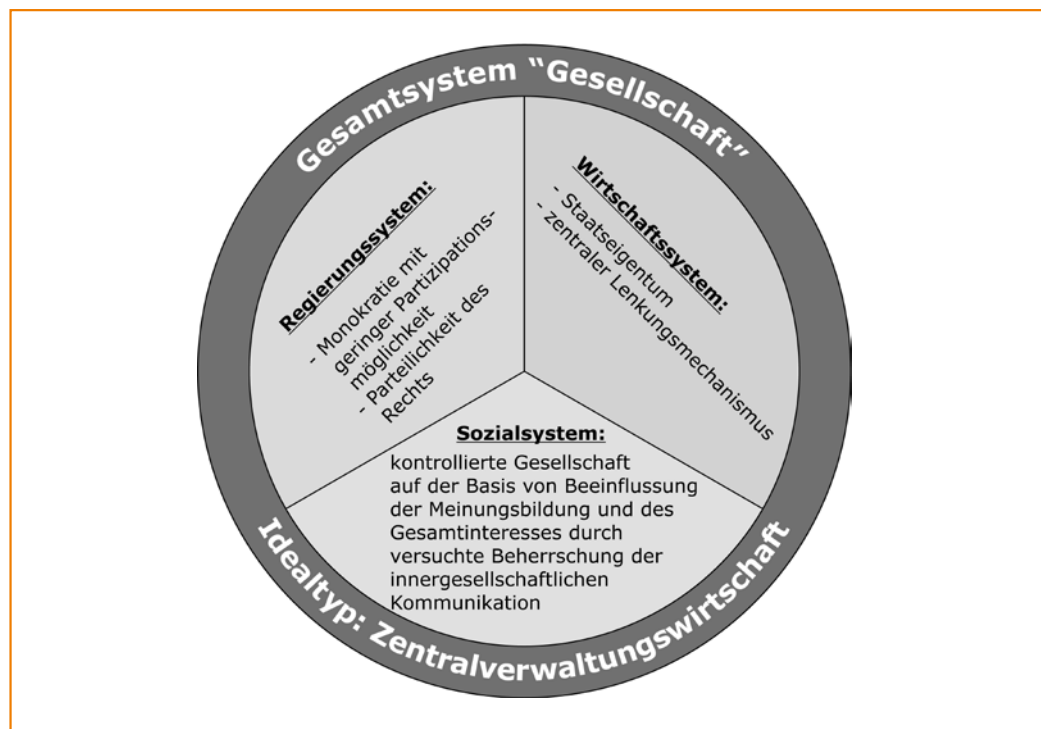 Gesamtsystem “Gesellschaft”
Regierungssystem:
- Monokratie mit
geringer Partizipations-
möglichkeit
- Parteilichkeit des
Rechts
Wirtschaftssystem:
- Staatseigentum
- zentraler Lenkungsmechanismus
Sozialsystem:
kontrollierte Gesellschaft
auf der Basis von Beeinflussung
der Meinungsbildung und des
Gesamtinteresses durch
versuchte Beherrschung der
innergesellschaftlichen
Kommunikation
Idealtyp: Zentralverwaltungswirtschaft